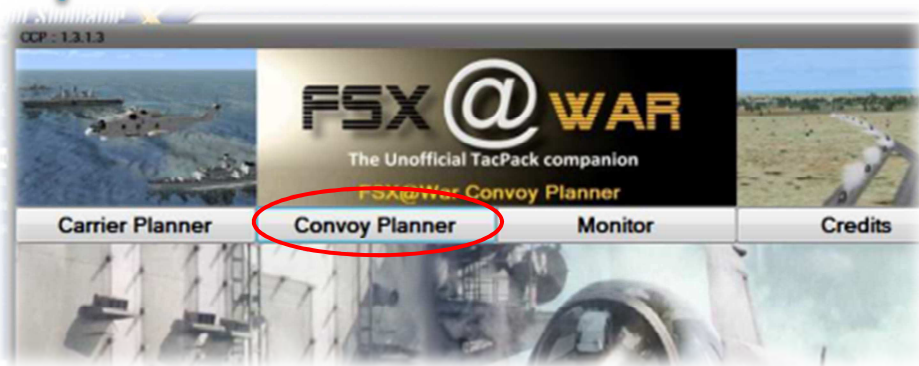 CCP : 1.3.1.3
FSX @ WAR
The Unofficial TacPack companion
FSX@War Convoy Planner
Carrier Planner
Convoy Planner
Monitor
Credits